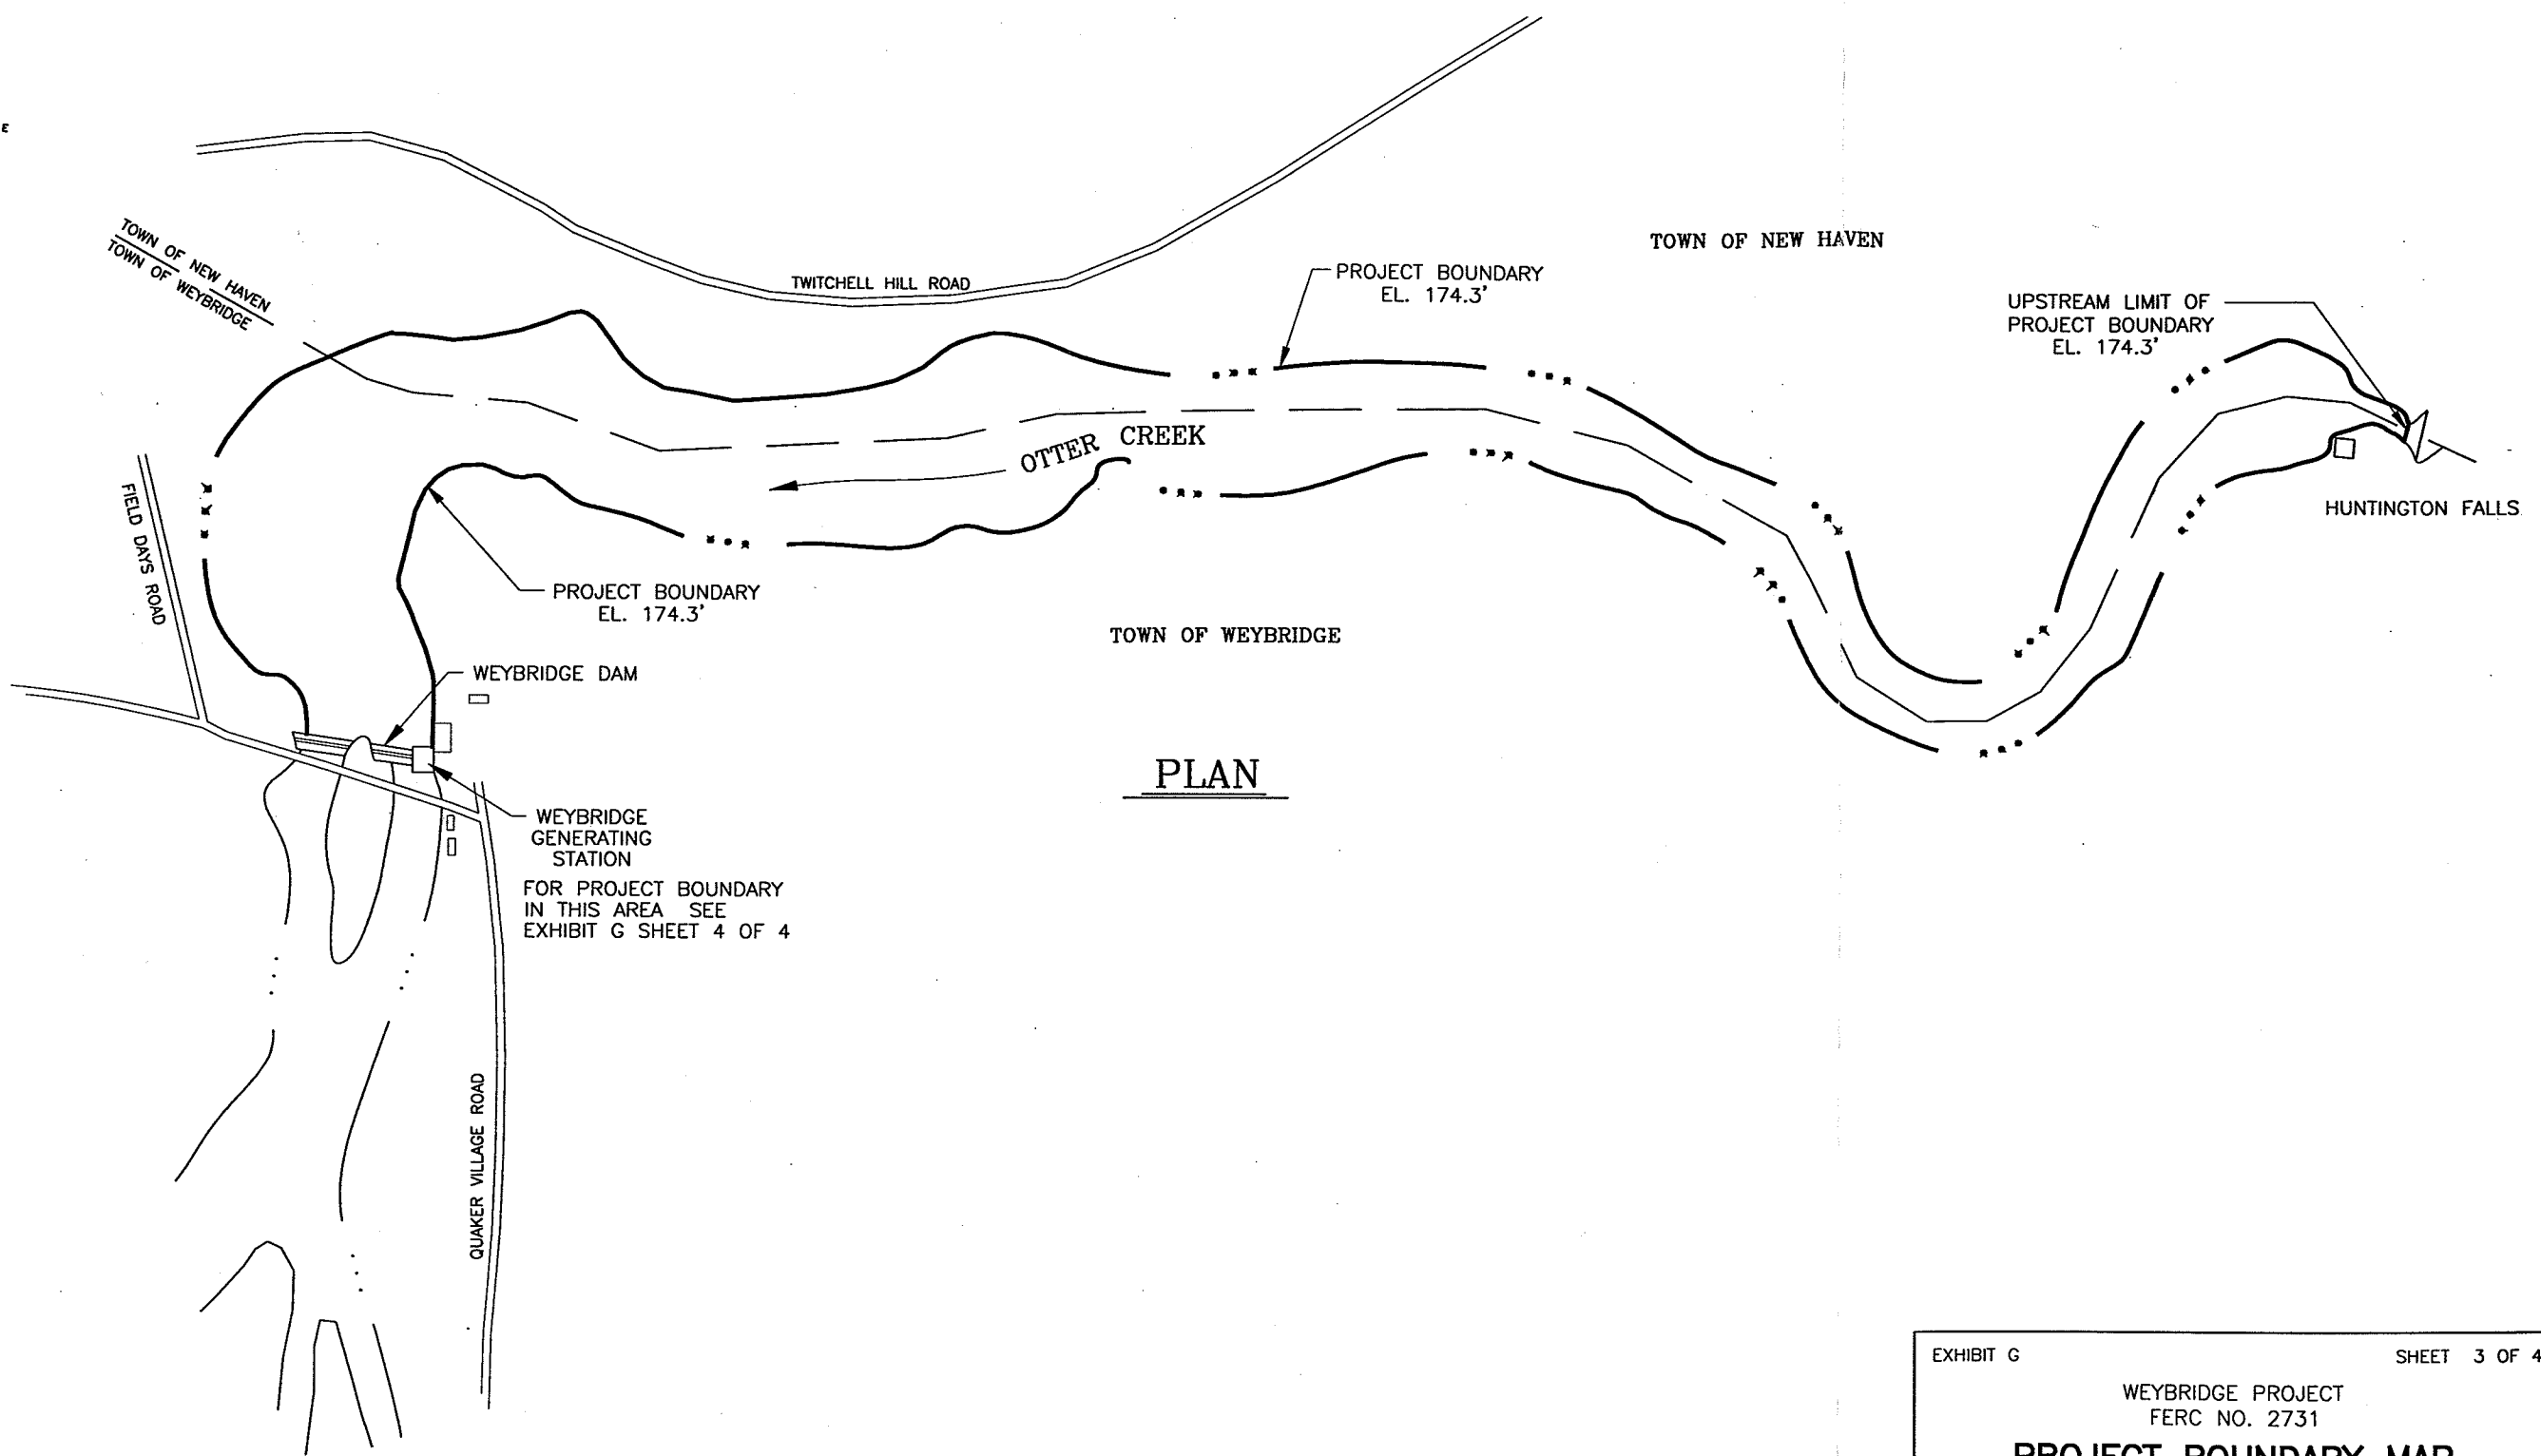 E
TOWN OF NEW HAVEN
TOWN OF WEYBRIDGE
TWITCHELL HILL ROAD
PROJECT BOUNDARY
EL. 174.3'
TOWN OF NEW HAVEN
UPSTREAM LIMIT OF
PROJECT BOUNDARY
EL. 174.3'
OTTER CREEK
HUNTINGTON FALLS
FIELD DAYS ROAD
PROJECT BOUNDARY
EL. 174.3'
TOWN OF WEYBRIDGE
WEYBRIDGE DAM
PLAN
WEYBRIDGE
GENERATING
STATION
FOR PROJECT BOUNDARY
IN THIS AREA SEE
EXHIBIT G SHEET 4 OF 4
QUAKER VILLAGE ROAD
EXHIBIT G SHEET 3 OF 4
WEYBRIDGE PROJECT
FERC NO. 2731
PROJECT BOUNDARY MAP